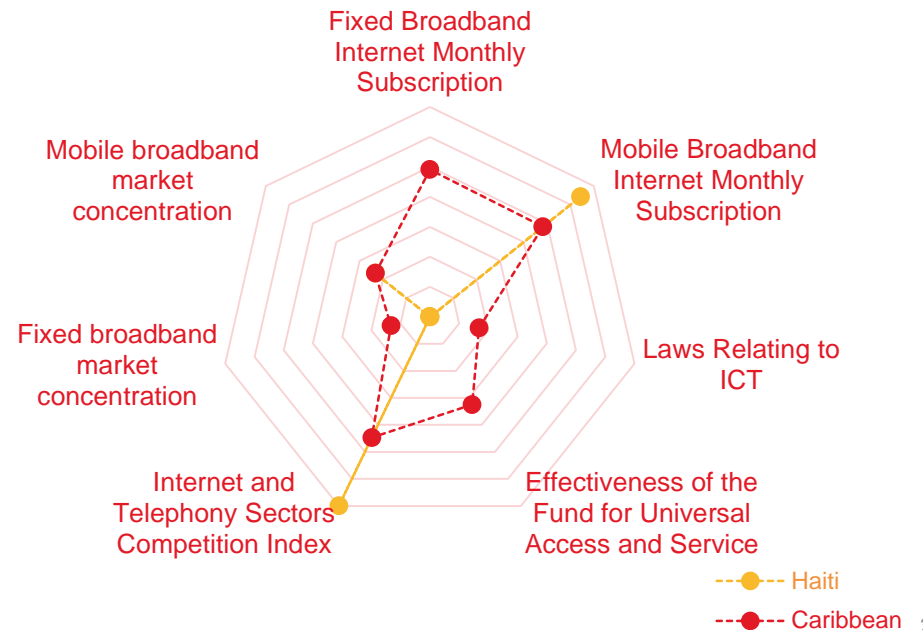 Fixed Broadband
Internet Monthly
Subscription
Mobile Broadband
Internet Monthly
Subscription
Laws Relating to
ICT
Effectiveness of the
Fund for Universal
Access and Service
Internet and
Telephony Sectors
Competition Index
Fixed broadband
market
concentration
Mobile broadband
market
concentration
Haiti
Caribbean